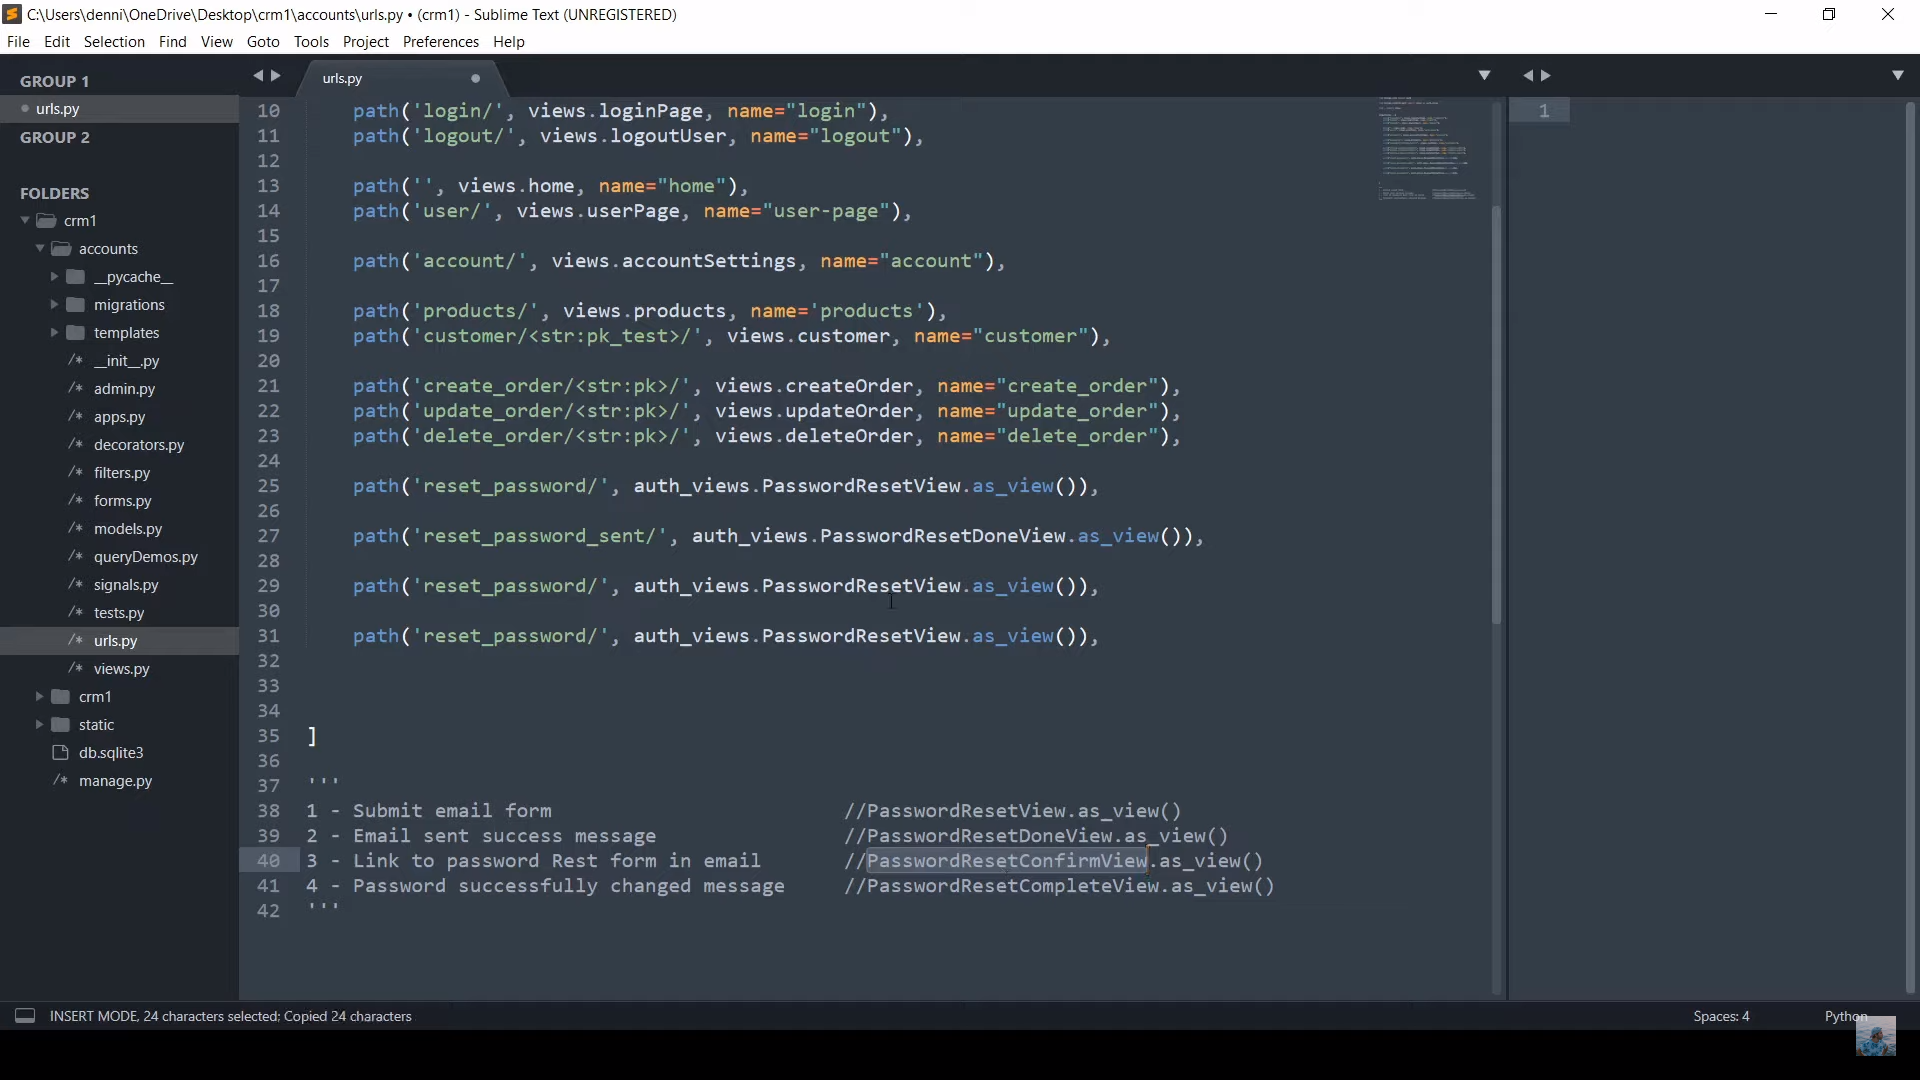 C:\Users\denni\OneDrive\Desktop\crm1\accounts\urls.py • (crm1) - Sublime Text (UNREGISTERED)
File Edit Selection Find View Goto Tools Project Preferences Help
GROUP 1
urls.py
GROUP 2
FOLDERS
crm1
accounts
__pycache__
migrations
templates
/* __init__.py
/* admin.py
/* apps.py
/* decorators.py
/* filters.py
/* forms.py
/* models.py
/* queryDemos.py
/* signals.py
/* tests.py
/* urls.py
/* views.py
crm1
static
db.sqlite3
/* manage.py
urls.py
10 path('login/', views.loginPage, name="login"),
11 path('logout/', views.logoutUser, name="logout"),
12
13 path('', views.home, name="home"),
14 path('user/', views.userPage, name="user-page"),
15
16 path('account/', views.accountSettings, name="account"),
17
18 path('products/', views.products, name='products'),
19 path('customer/<str:pk_test>/', views.customer, name="customer"),
20
21 path('create_order/<str:pk>/', views.createOrder, name="create_order"),
22 path('update_order/<str:pk>/', views.updateOrder, name="update_order"),
23 path('delete_order/<str:pk>/', views.deleteOrder, name="delete_order"),
24
25 path('reset_password/', auth_views.PasswordResetView.as_view()),
26
27 path('reset_password_sent/', auth_views.PasswordResetDoneView.as_view()),
28
29 path('reset_password/', auth_views.PasswordResetView.as_view()),
30
31 path('reset_password/', auth_views.PasswordResetView.as_view()),
32
33
34
35 ]
36
37 '''
38 1 - Submit email form //PasswordResetView.as_view()
39 2 - Email sent success message //PasswordResetDoneView.as_view()
40 3 - Link to password Rest form in email //PasswordResetConfirmView.as_view()
41 4 - Password successfully changed message //PasswordResetCompleteView.as_view()
42 '''
1
INSERT MODE, 24 characters selected; Copied 24 characters
Spaces: 4
Python